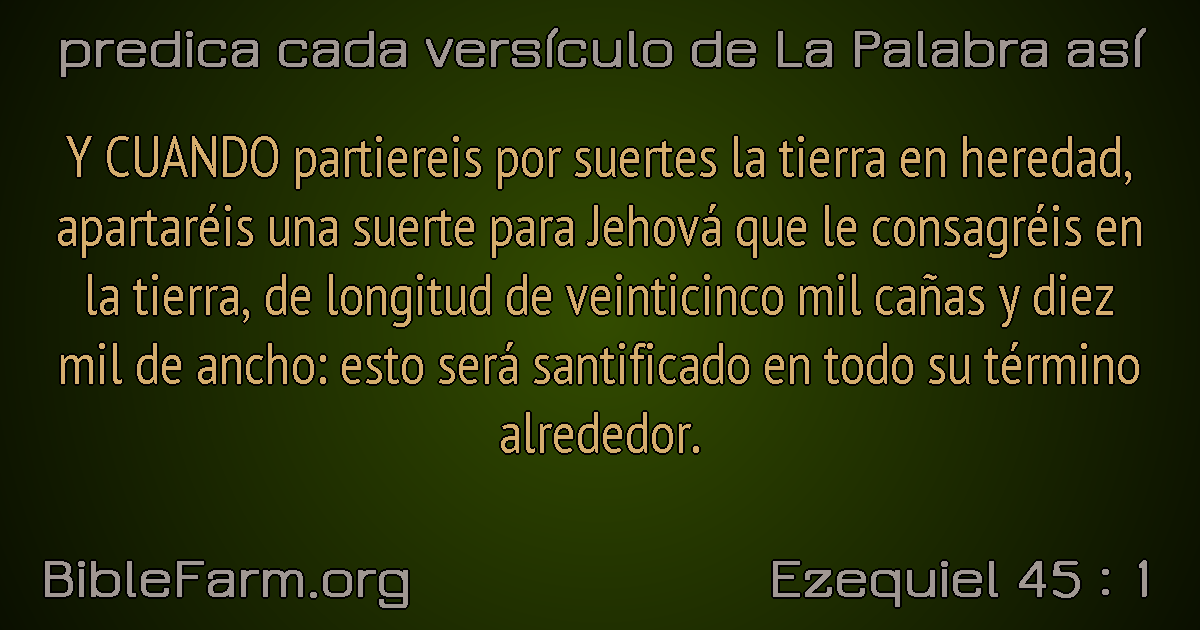 predica cada versículo de La Palabra así
Y CUANDO partiereis por suertes la tierra en heredad,
apartaréis una suerte para Jehová que le consagréis en
la tierra, de longitud de veinticinco mil cañas y diez
mil de ancho: esto será santificado en todo su término
alrededor.
BibleFarm.org
Ezequiel 45 : 1